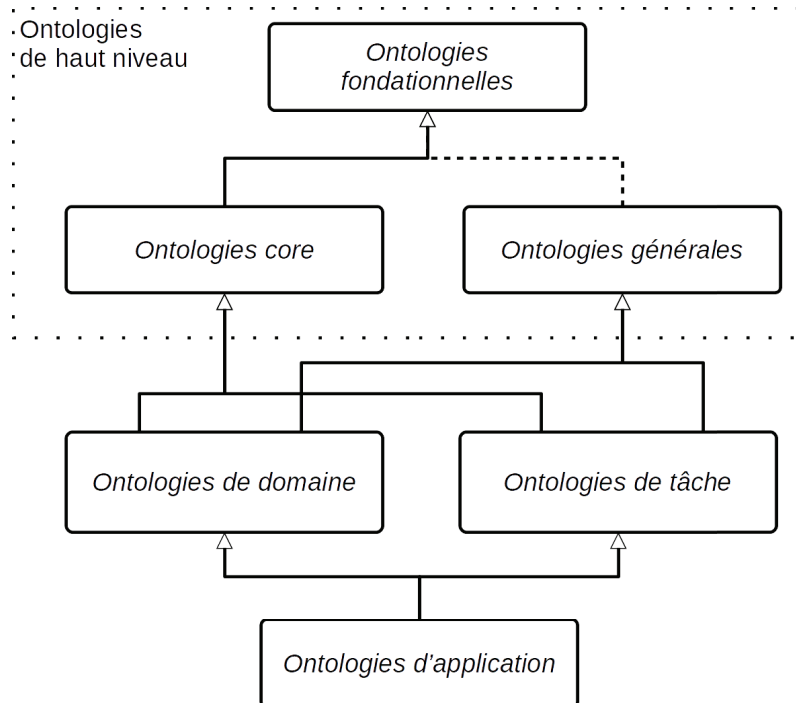 Ontologies
de haut niveau
Ontologies
fondationnelles
Ontologies core
Ontologies générales
Ontologies de domaine
Ontologies de tâche
Ontologies d’application